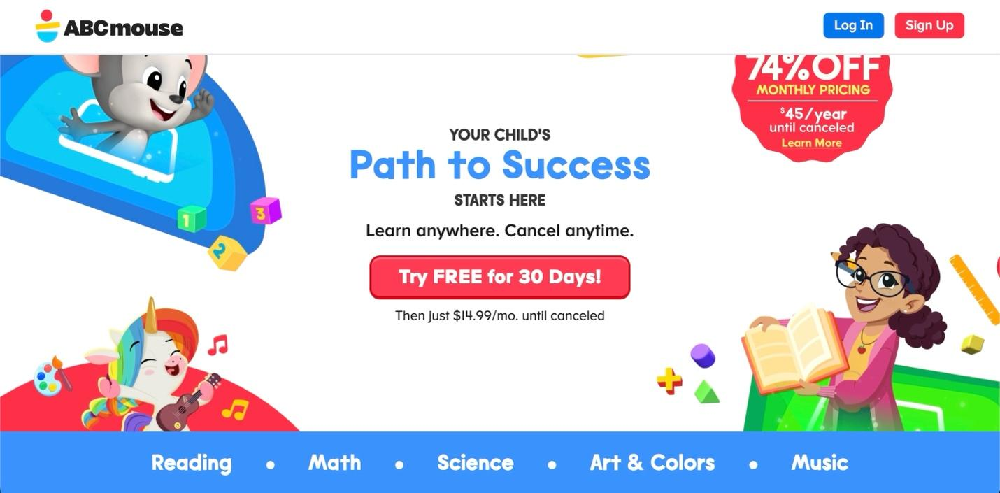 ABCmouse
Log In
Sign Up
74% OFF
MONTHLY PRICING
$45/year
until canceled
Learn More
YOUR CHILD'S
Path to Success
STARTS HERE
Learn anywhere. Cancel anytime.
Try FREE for 30 Days!
Then just $14.99/mo. until canceled
1
3
2
Reading • Math • Science • Art & Colors • Music